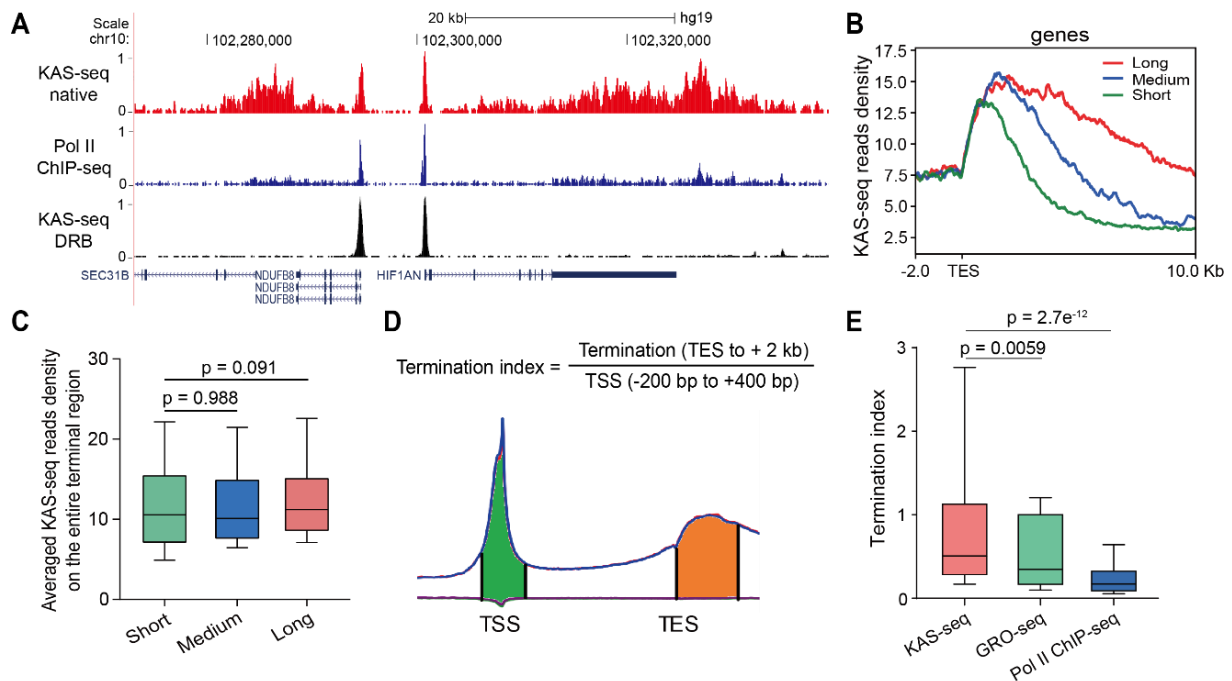 A
Scale
20 kb
hg19
chr10:
102,280,000
102,300,000
102,320,000
KAS-seq
native
1
0
Pol II
ChIP-seq
1
0
KAS-seq
DRB
1
0
SEC31B
NDUFB8
NDUFB8
NDUFB8
HIF1AN
B
genes
KAS-seq reads density
17.5
15.0
12.5
10.0
7.5
5.0
2.5
Long
Medium
Short
-2.0
TES
10.0 Kb
C
Averaged KAS-seq reads density
on the entire terminal region
30
20
10
0
p = 0.091
p = 0.988
Short
Medium
Long
D
Termination index =
Termination (TES to + 2 kb)
TSS (-200 bp to +400 bp)
TSS
TES
E
p = 2.7e-12
p = 0.0059
Termination index
3
2
1
0
KAS-seq
GRO-seq
Pol II ChIP-seq